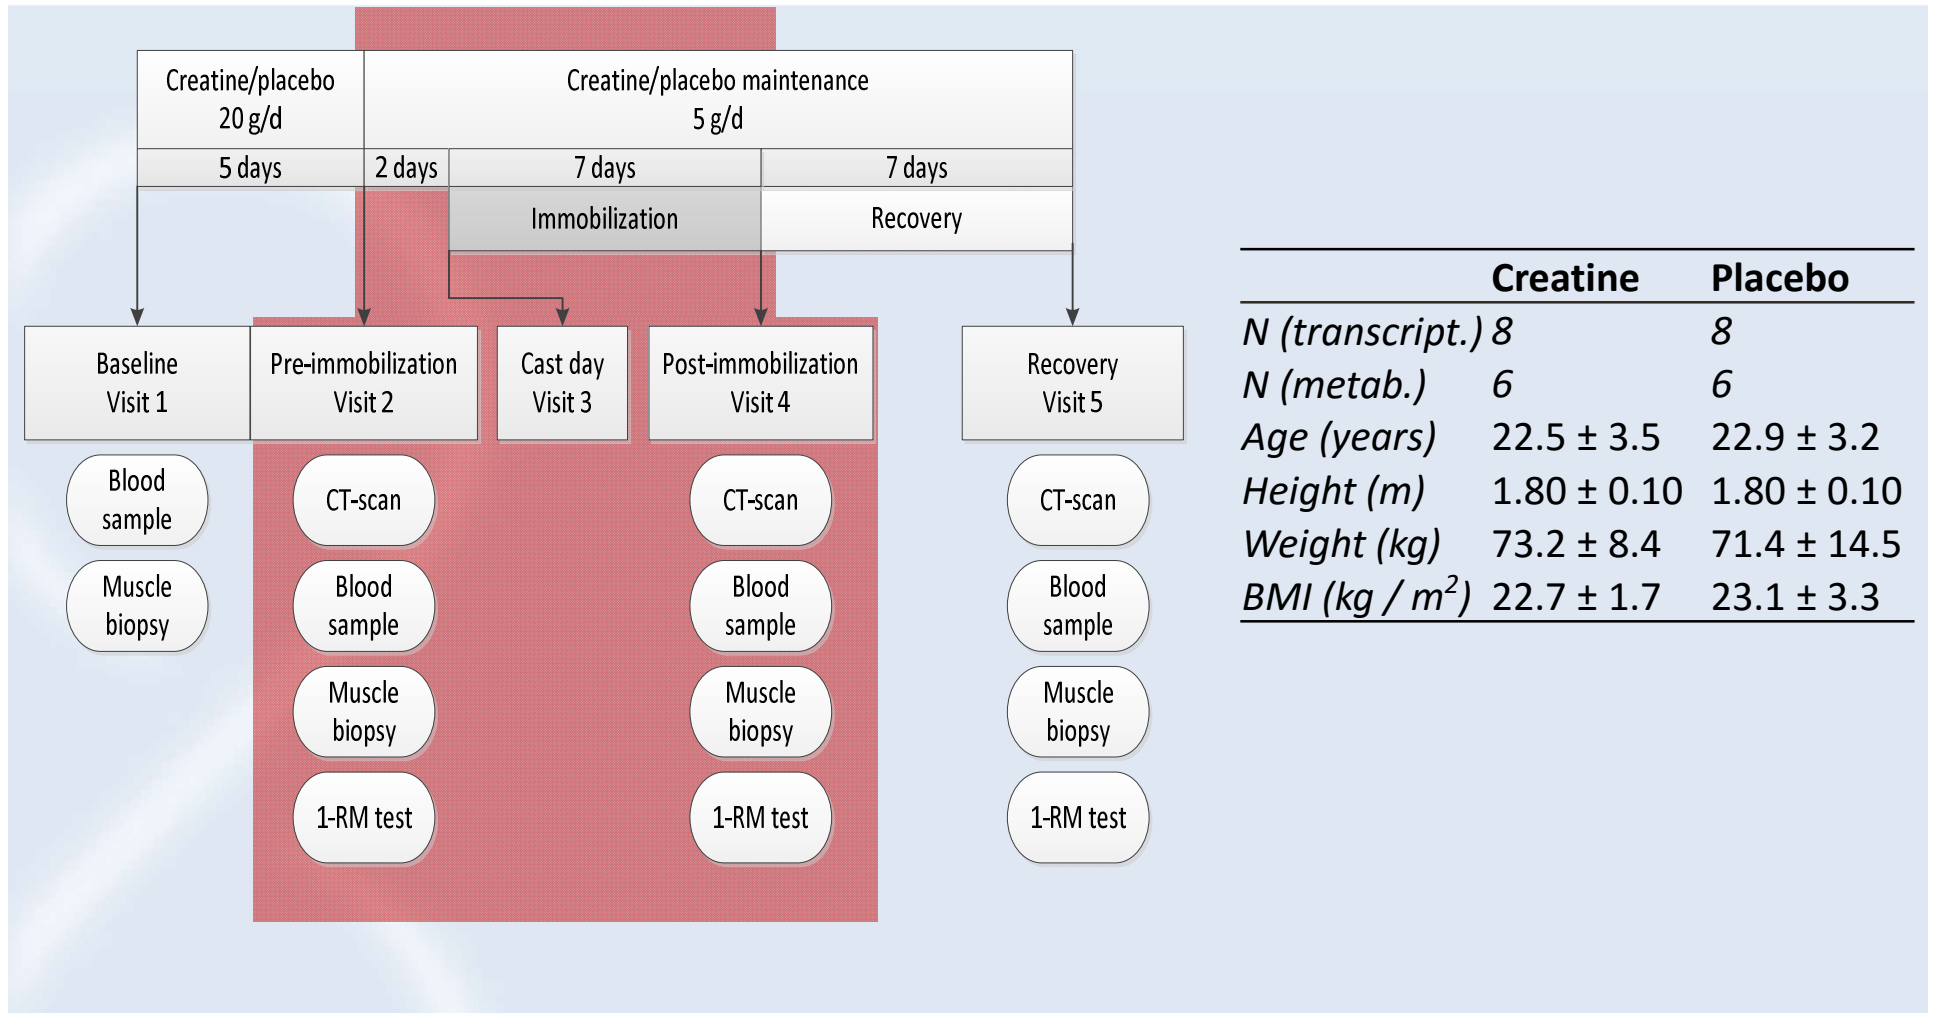 Creatine/placebo
20 g/d
Creatine/placebo maintenance
5 g/d
5 days
2 days
7 days
7 days
Immobilization
Recovery
Baseline
Visit 1
Pre-immobilization
Visit 2
Cast day
Visit 3
Post-immobilization
Visit 4
Recovery
Visit 5
Blood
sample
Muscle
biopsy
CT-scan
Blood
sample
Muscle
biopsy
1-RM test
CT-scan
Blood
sample
Muscle
biopsy
1-RM test
CT-scan
Blood
sample
Muscle
biopsy
1-RM test
Creatine Placebo
N (transcript.) 8 8
N (metab.) 6 6
Age (years) 22.5 ± 3.5 22.9 ± 3.2
Height (m) 1.80 ± 0.10 1.80 ± 0.10
Weight (kg) 73.2 ± 8.4 71.4 ± 14.5
BMI (kg / m²) 22.7 ± 1.7 23.1 ± 3.3